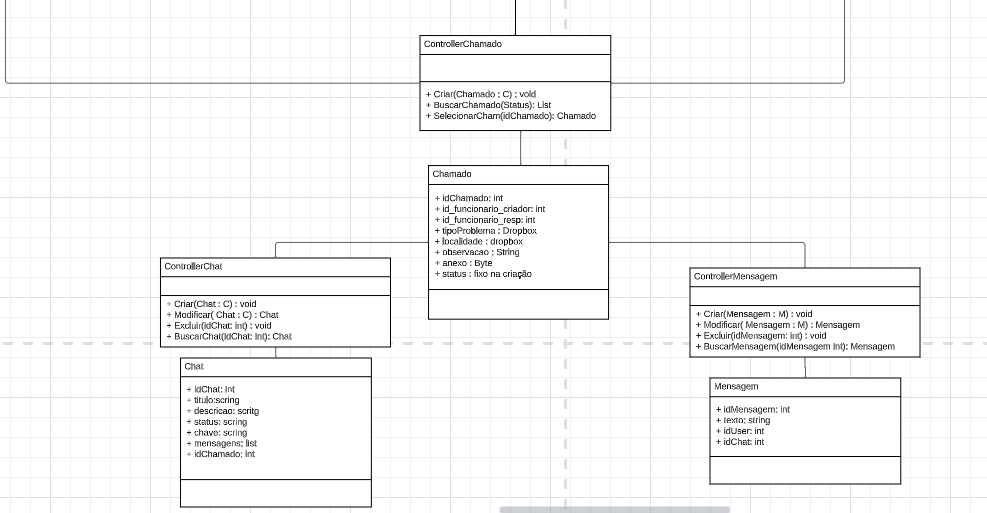 ControllerChamado
+ Criar(Chamado : C) : void
+ BuscarChamado(Status): List
+ SelecionarCham(idChamado): Chamado
Chamado
+ idChamado: int
+ id_funcionario_criador: int
+ id_funcionario_resp: int
+ tipoProblema : Dropbox
+ localidade : dropbox
+ observacao : String
+ anexo : Byte
+ status : fixo na criação
ControllerChat
+ Criar(Chat : C) : void
+ Modificar( Chat : C) : Chat
+ Excluir(idChat: int) : void
+ BuscarChat(idChat: Int): Chat
Chat
+ idChat: Int
+ titulo:scring
+ descricao: scritg
+ status: scring
+ chave: scring
+ mensagens: list
+ idChamado: Int
ControllerMensagem
+ Criar(Mensagem : M) : void
+ Modificar( Mensagem : M) : Mensagem
+ Excluir(idMensagem: int) : void
+ BuscarMensagem(idMensagem Int): Mensagem
Mensagem
+ idMensagem: int
+ texto: string
+ idUser: int
+ idChat: int